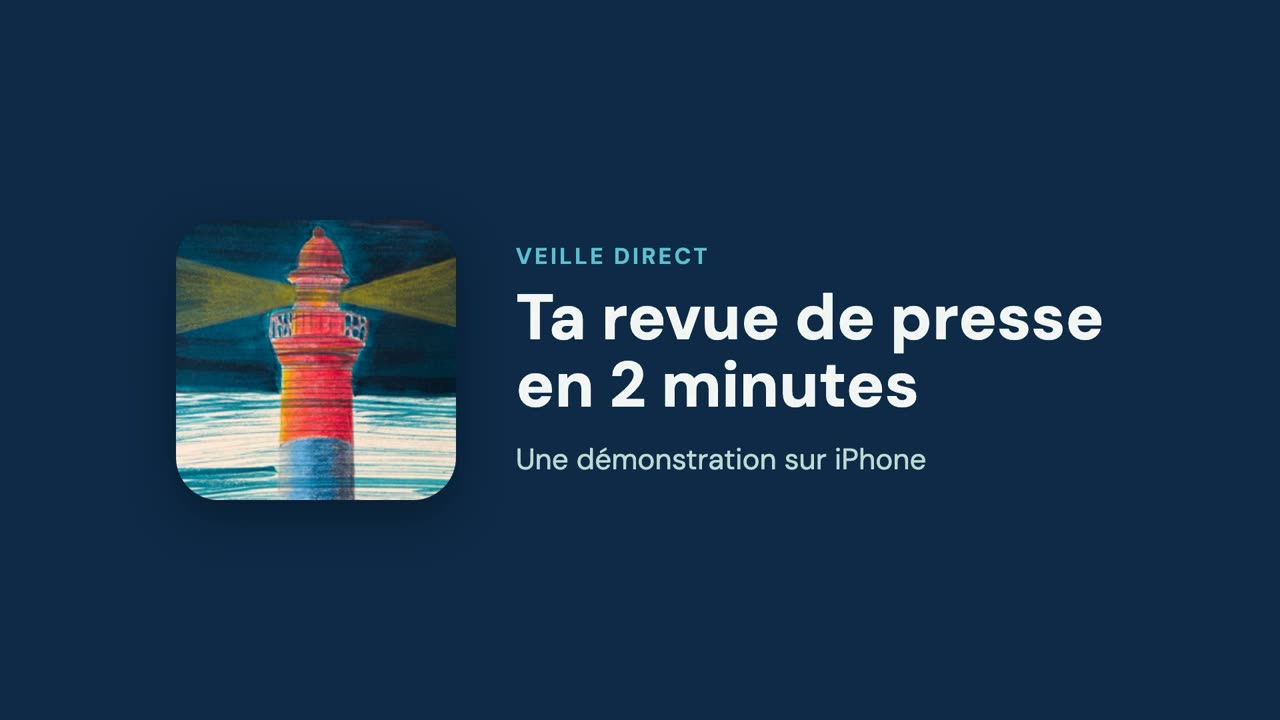 VEILLE DIRECT
Ta revue de presse
en 2 minutes
Une démonstration sur iPhone